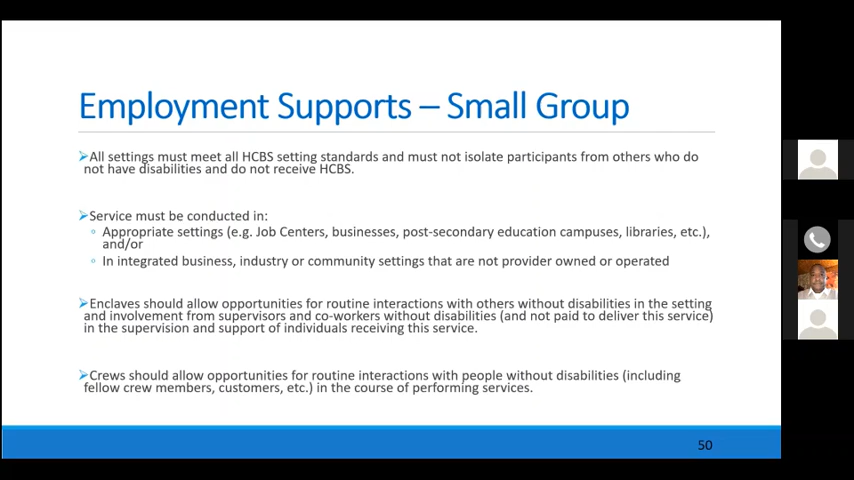 Employment Supports – Small Group
➢All settings must meet all HCBS setting standards and must not isolate participants from others who do
not have disabilities and do not receive HCBS.
➢Service must be conducted in:
◦ Appropriate settings (e.g. Job Centers, businesses, post-secondary education campuses, libraries, etc.),
and/or
◦ In integrated business, industry or community settings that are not provider owned or operated
➢Enclaves should allow opportunities for routine interactions with others without disabilities in the setting
and involvement from supervisors and co-workers without disabilities (and not paid to deliver this service)
in the supervision and support of individuals receiving this service.
➢Crews should allow opportunities for routine interactions with people without disabilities (including
fellow crew members, customers, etc.) in the course of performing services.
50